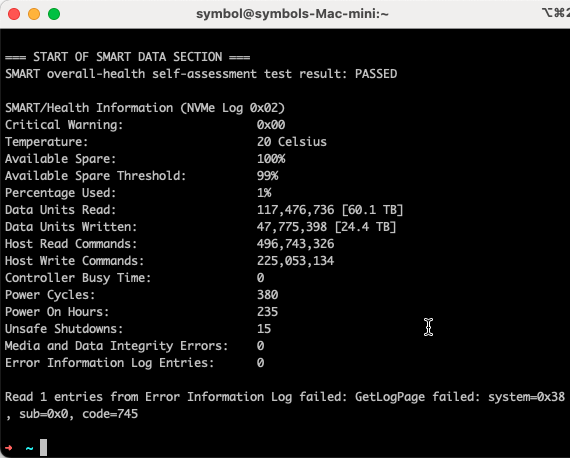 symbol@symbols-Mac-mini:~
=== START OF SMART DATA SECTION ===
SMART overall-health self-assessment test result: PASSED
SMART/Health Information (NVMe Log 0x02)
Critical Warning: 0x00
Temperature: 20 Celsius
Available Spare: 100%
Available Spare Threshold: 99%
Percentage Used: 1%
Data Units Read: 117,476,736 [60.1 TB]
Data Units Written: 47,775,398 [24.4 TB]
Host Read Commands: 496,743,326
Host Write Commands: 225,053,134
Controller Busy Time: 0
Power Cycles: 380
Power On Hours: 235
Unsafe Shutdowns: 15
Media and Data Integrity Errors: 0
Error Information Log Entries: 0
Read 1 entries from Error Information Log failed: GetLogPage failed: system=0x38
, sub=0x0, code=745
➜ ~